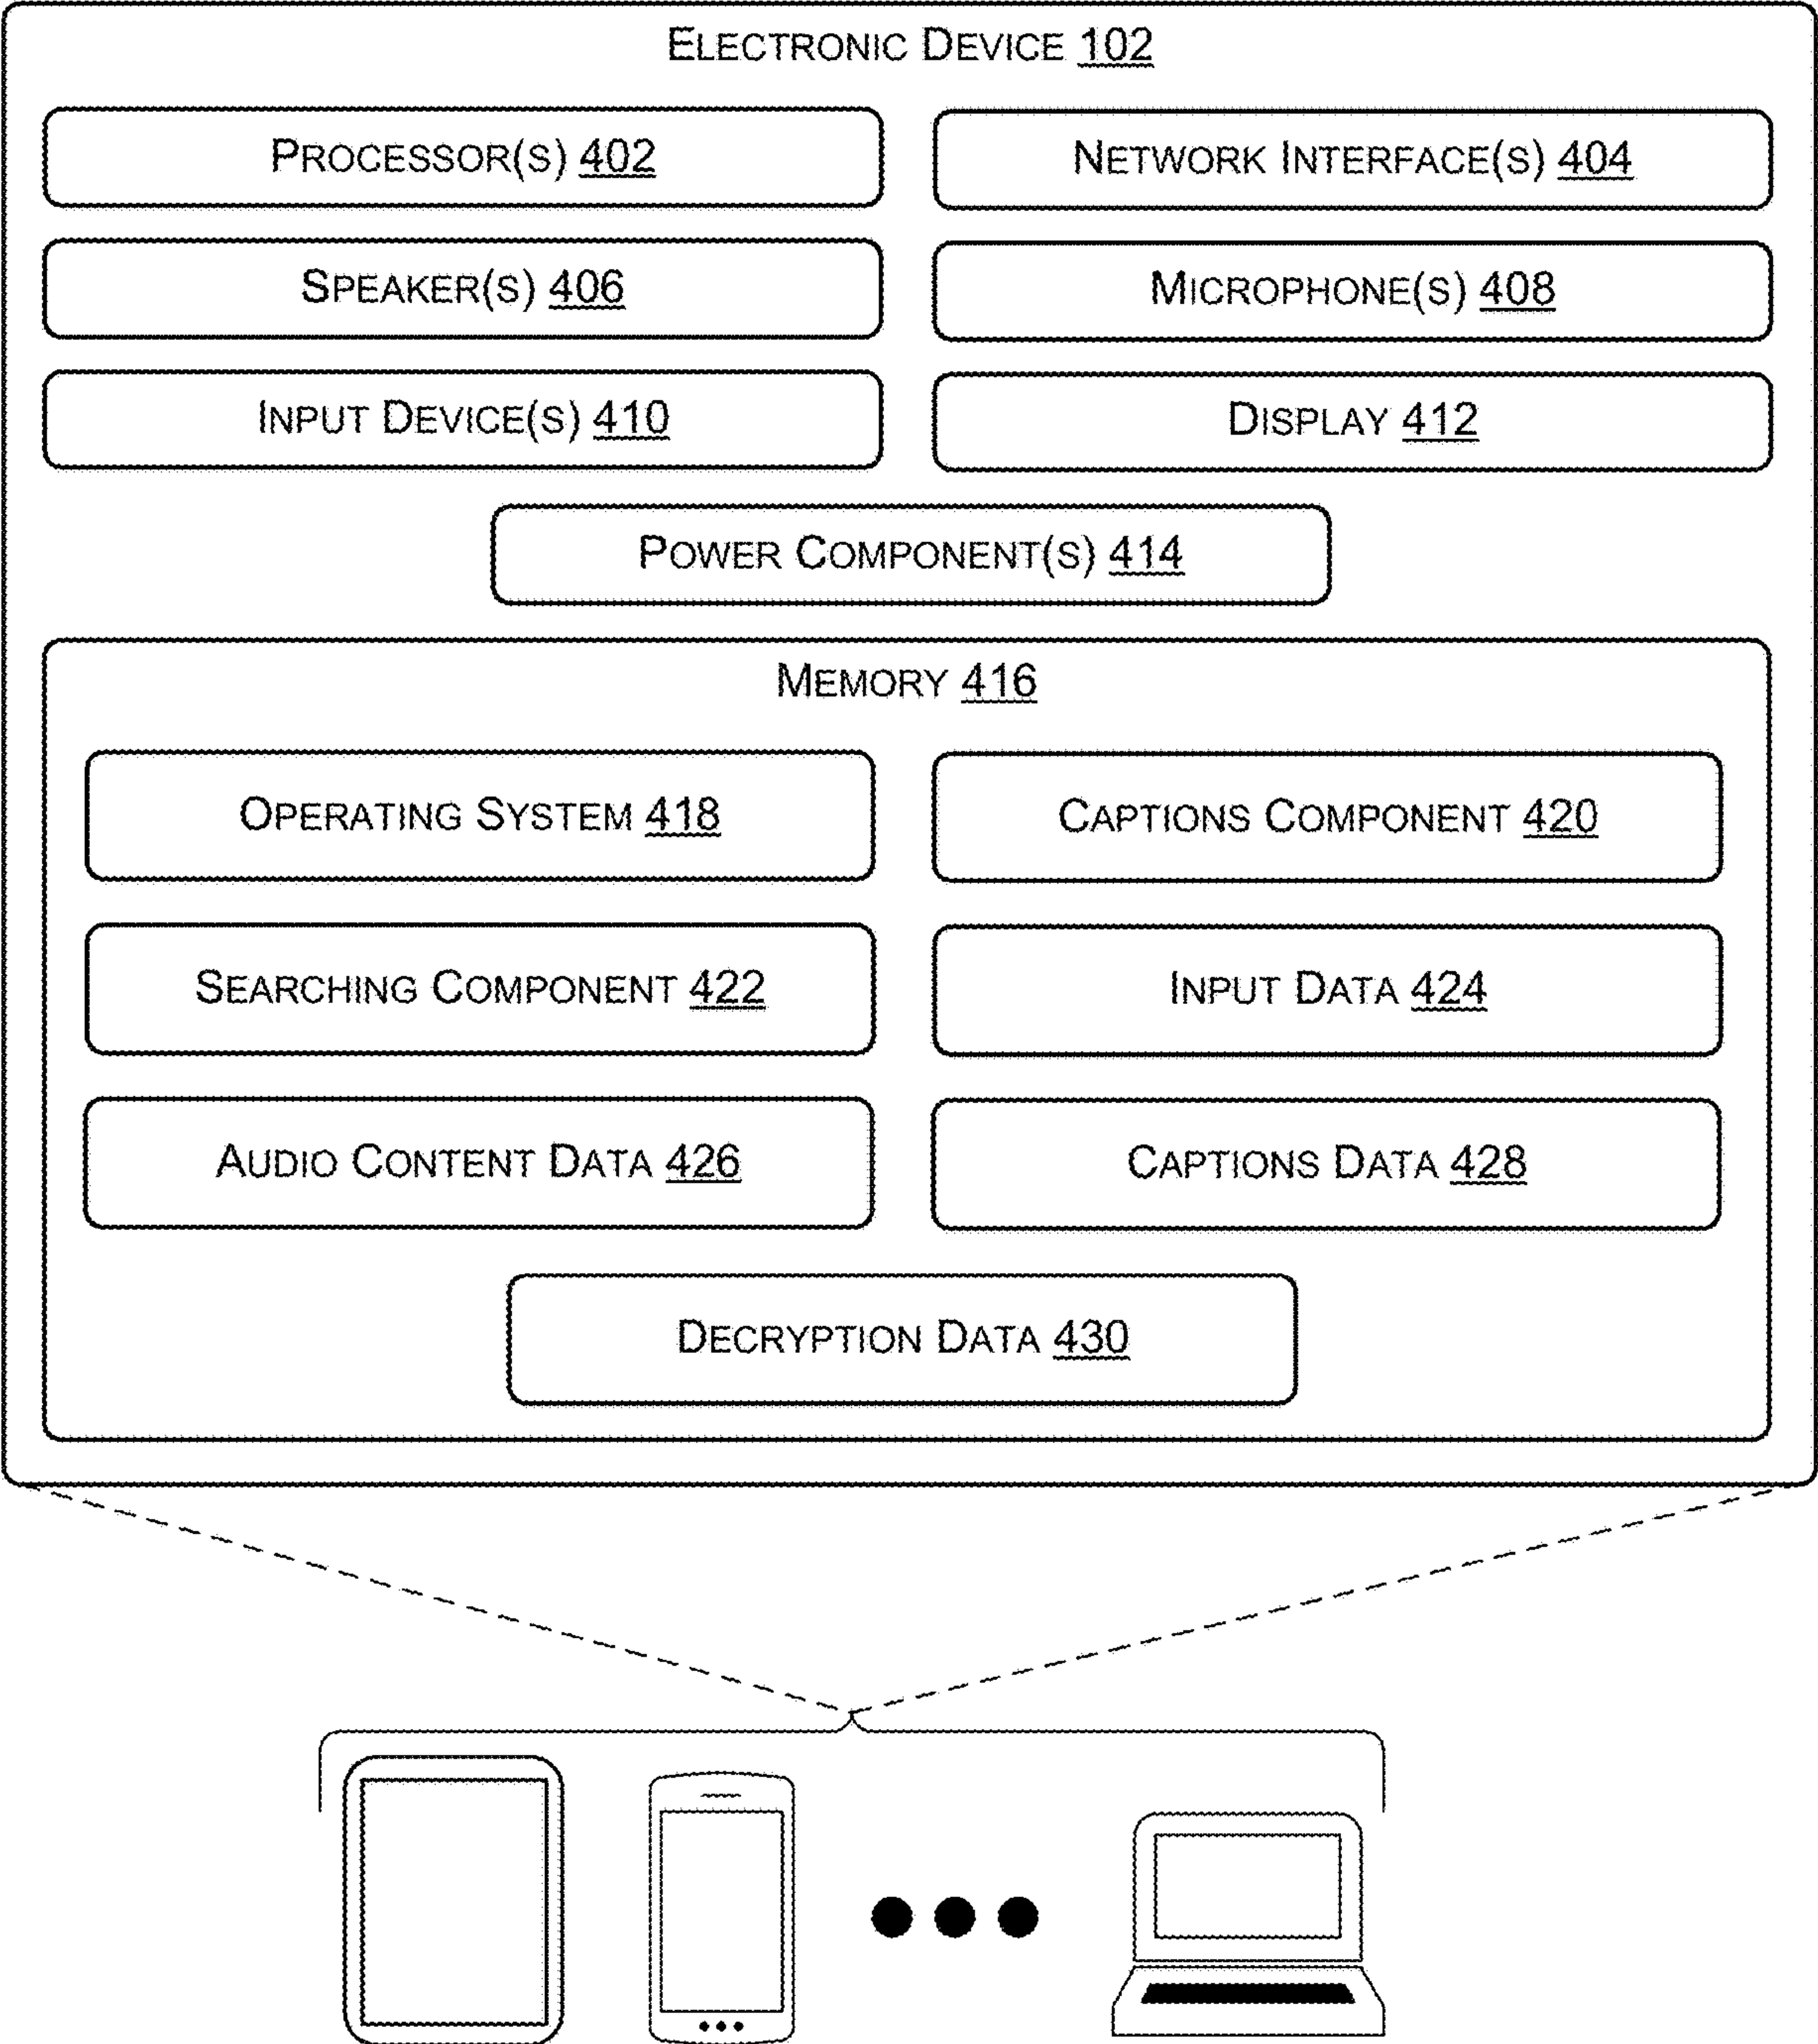 ELECTRONIC DEVICE 102
PROCESSOR(S) 402
NETWORK INTERFACE(S) 404
SPEAKER(S) 406
MICROPHONE(S) 408
INPUT DEVICE(S) 410
DISPLAY 412
POWER COMPONENT(S) 414
MEMORY 416
OPERATING SYSTEM 418
CAPTIONS COMPONENT 420
SEARCHING COMPONENT 422
INPUT DATA 424
AUDIO CONTENT DATA 426
CAPTIONS DATA 428
DECRYPTION DATA 430